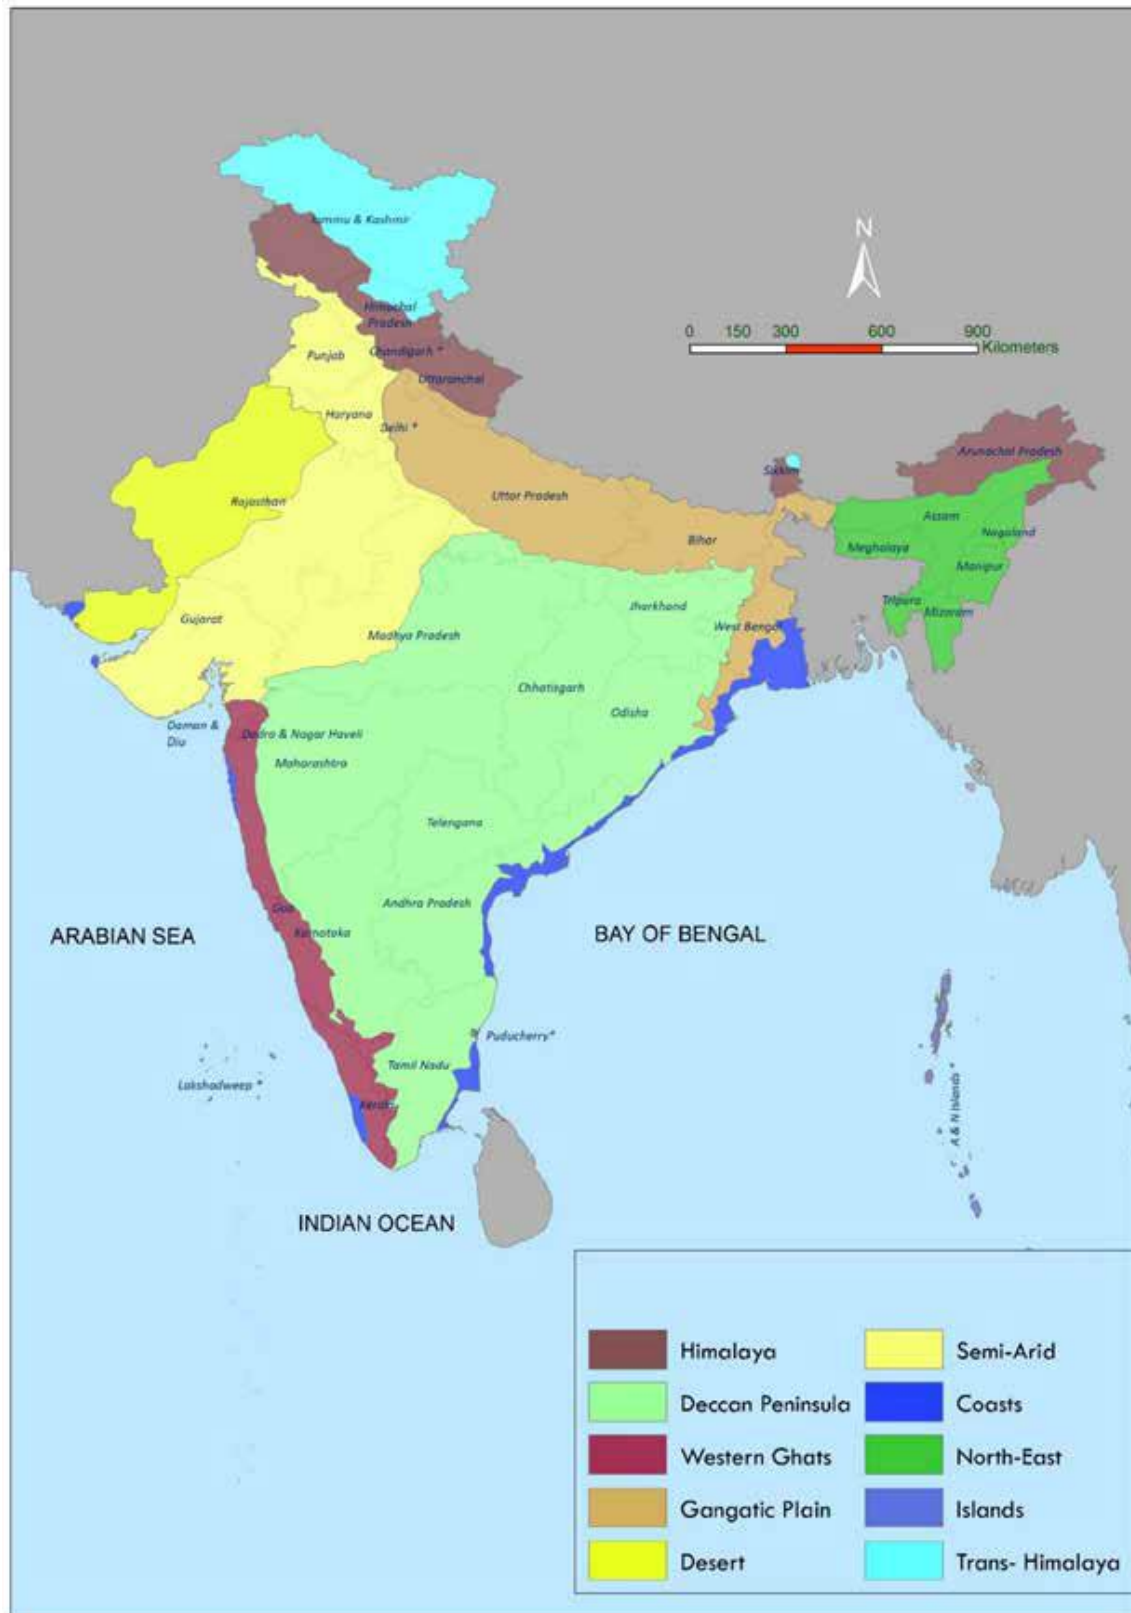 Jammu & Kashmir
N
Himachal
Pradesh
0 150 300 600 900
Kilometers
Chandigarh *
Punjab
Uttaranchal
Haryana
Delhi *
Arunachal Pradesh
Sikkim
Uttor Pradesh
Rajasthan
Assam
Nagaland
Bihar
Meghalaya
Manipur
Jharkhand
Tripura
Mizoram
Gujarat
West Bengal
Madhya Pradesh
Chhatisgarh
Odisha
Daman &
Diu
Dadra & Nagar Haveli
Maharashtra
Telengana
Andhra Pradesh
Goa
Karnataka
ARABIAN SEA
BAY OF BENGAL
Puducherry*
Tamil Nadu
Lakshadweep *
Kerala
A & N Islands *
INDIAN OCEAN
Himalaya
Semi-Arid
Deccan Peninsula
Coasts
Western Ghats
North-East
Gangatic Plain
Islands
Desert
Trans- Himalaya